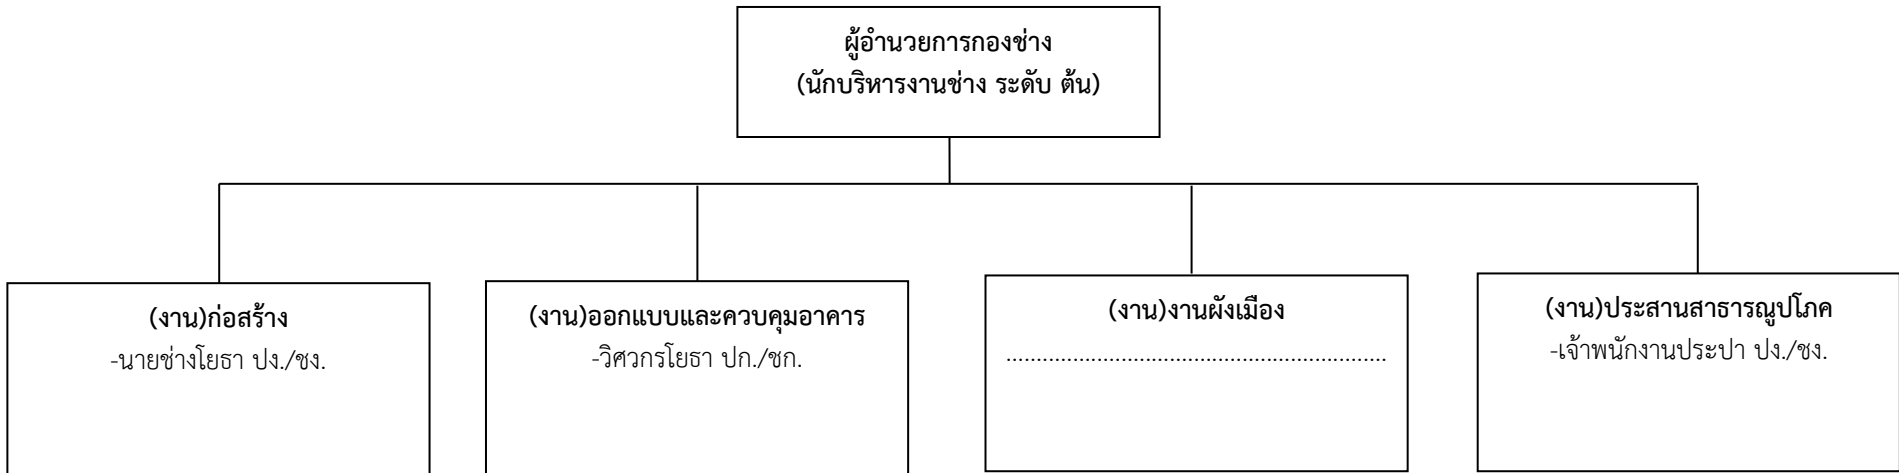 ผู้อำนวยการกองช่าง
(นักบริหารงานช่าง ระดับ ต้น)
(งาน)ก่อสร้าง
-นายช่างโยธา ปง./ชง.
(งาน)ออกแบบและควบคุมอาคาร
-วิศวกรโยธา ปก./ชก.
(งาน)งานผังเมือง
...............................................................
(งาน)ประสานสาธารณูปโภค
-เจ้าพนักงานประปา ปง./ชง.